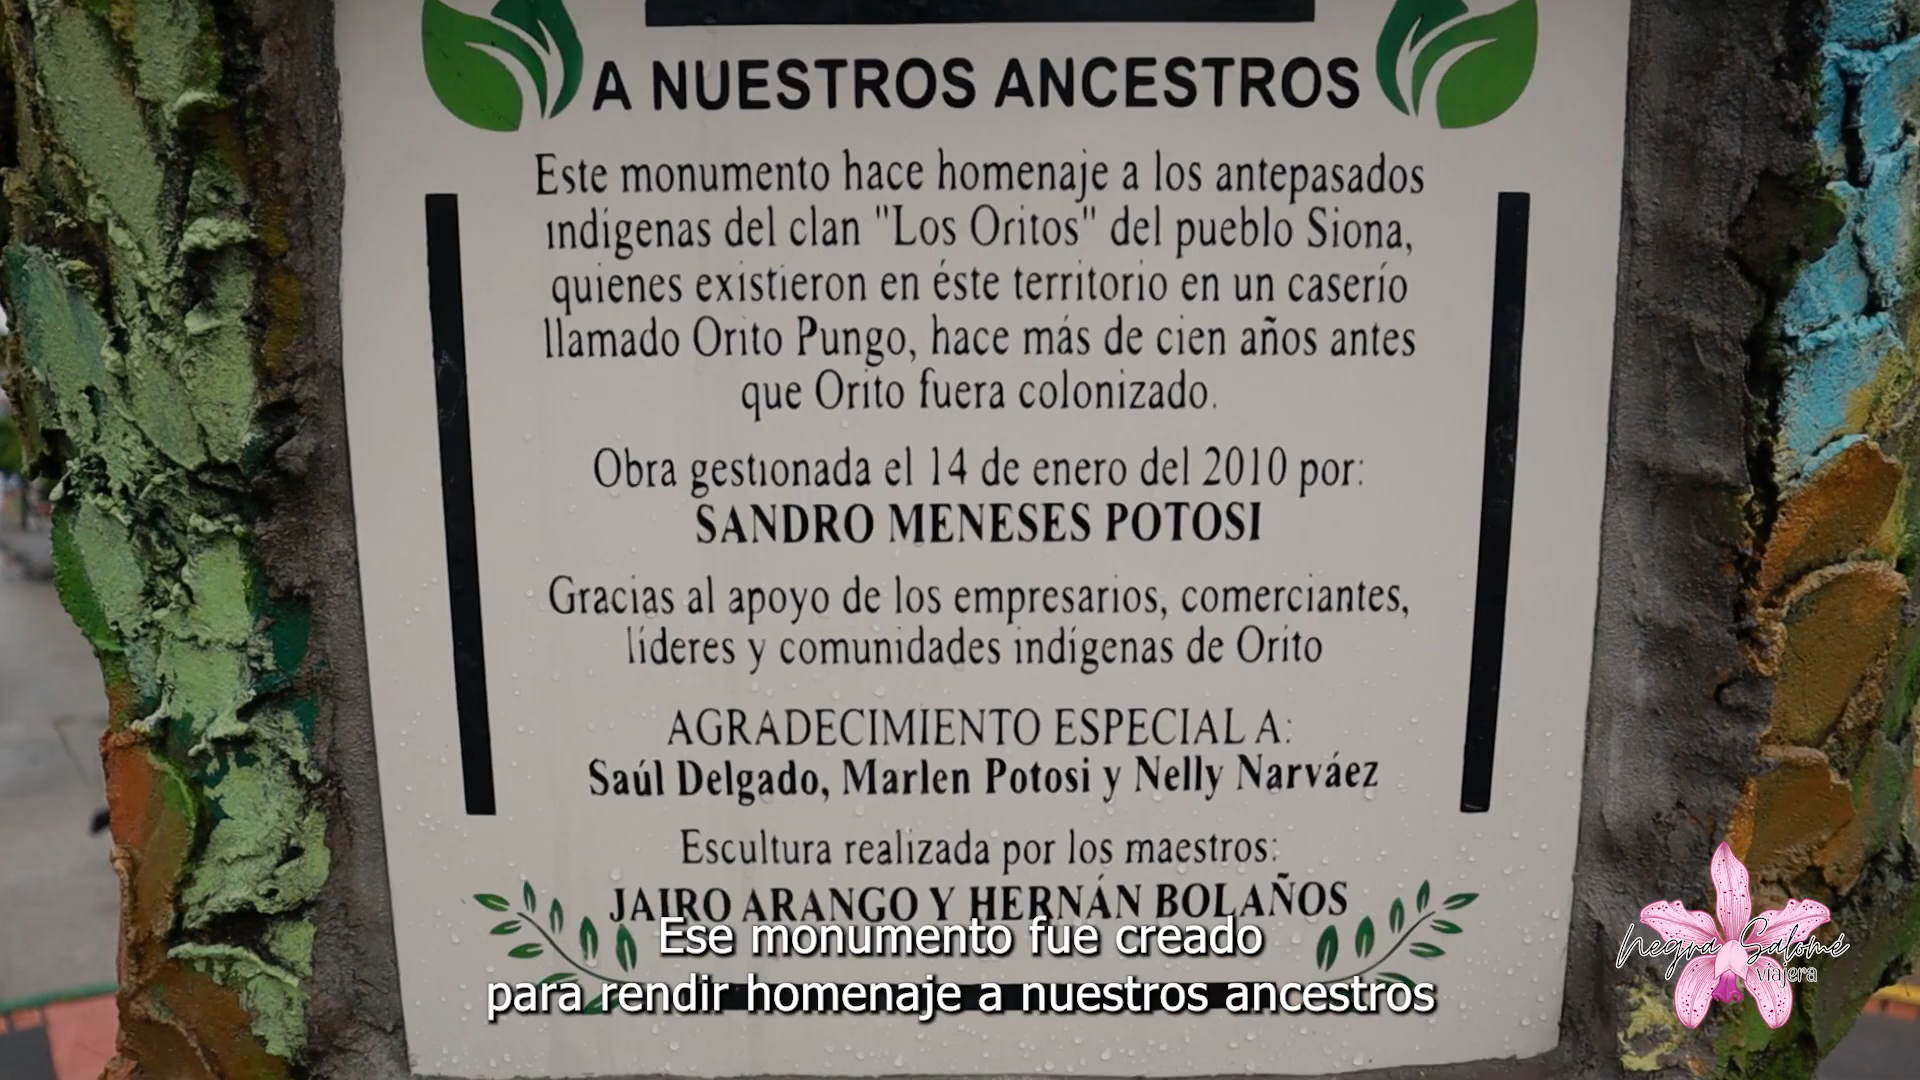 A NUESTROS ANCESTROS
Este monumento hace homenaje a los antepasados
indígenas del clan "Los Oritos" del pueblo Siona,
quienes existieron en éste territorio en un caserío
llamado Orito Pungo, hace más de cien años antes
que Orito fuera colonizado.
Obra gestionada el 14 de enero del 2010 por:
SANDRO MENESES POTOSI
Gracias al apoyo de los empresarios, comerciantes,
líderes y comunidades indígenas de Orito
AGRADECIMIENTO ESPECIAL A:
Saúl Delgado, Marlen Potosi y Nelly Narváez
Escultura realizada por los maestros:
JAIRO ARANGO Y HERNÁN BOLAÑOS
Ese monumento fue creado
para rendir homenaje a nuestros ancestros
Negra Salomé
viajera